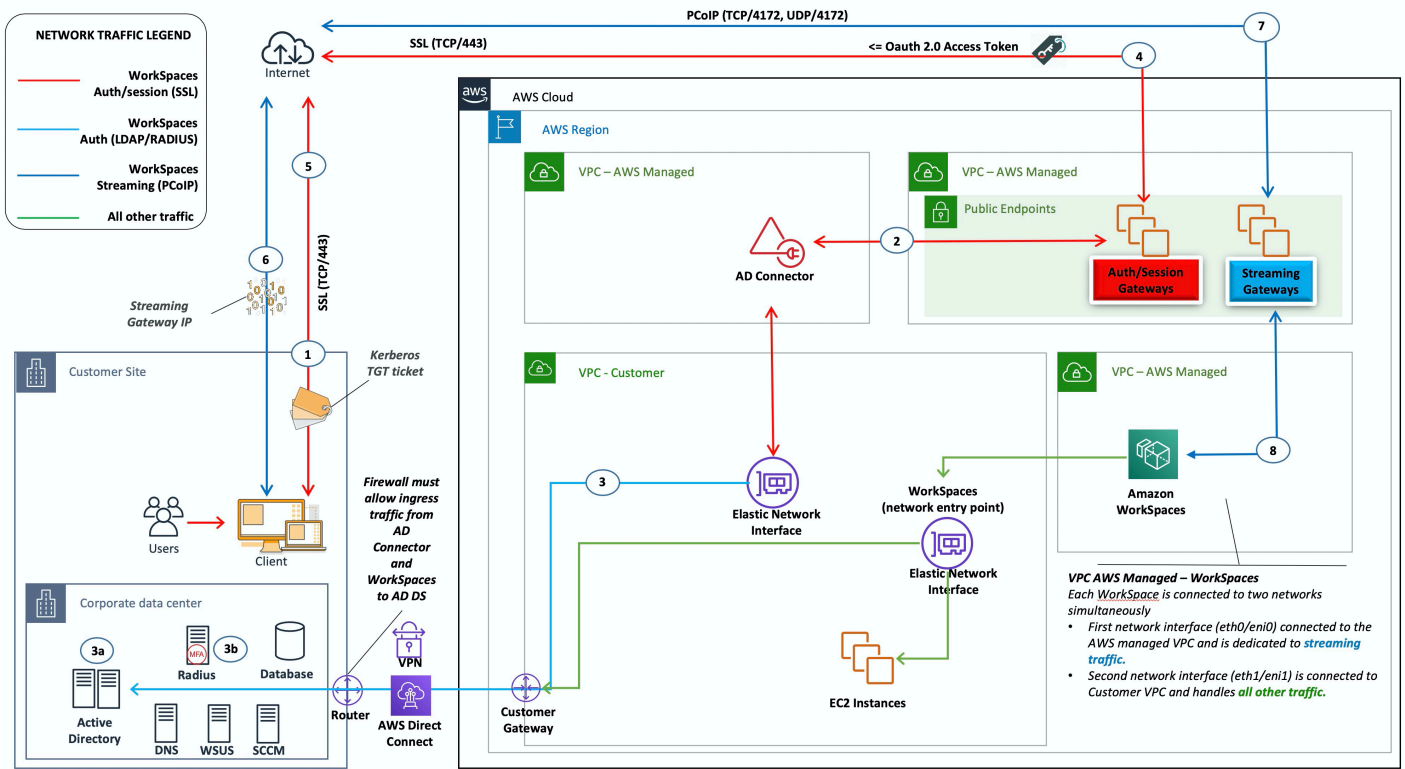 NETWORK TRAFFIC LEGEND
WorkSpaces
Auth/session (SSL)
WorkSpaces
Auth (LDAP/RADIUS)
WorkSpaces
Streaming (PCoIP)
All other traffic
Internet
PCoIP (TCP/4172, UDP/4172)
7
SSL (TCP/443)
<= Oauth 2.0 Access Token
4
aws
AWS Cloud
AWS Region
VPC – AWS Managed
VPC – AWS Managed
Public Endpoints
5
6
SSL (TCP/443)
2
AD Connector
Auth/Session
Gateways
Streaming
Gateways
Streaming
Gateway IP
1
Kerberos
TGT ticket
Customer Site
VPC - Customer
VPC – AWS Managed
8
Amazon
WorkSpaces
3
Elastic Network
Interface
WorkSpaces
(network entry point)
Elastic Network
Interface
Firewall must
allow ingress
traffic from
AD
Connector
and
WorkSpaces
to AD DS
Users
Client
VPC AWS Managed – WorkSpaces
Each WorkSpace is connected to two networks
simultaneously
• First network interface (eth0/eni0) connected to the
AWS managed VPC and is dedicated to streaming
traffic.
• Second network interface (eth1/eni1) is connected to
Customer VPC and handles all other traffic.
Corporate data center
3a
MFA
3b
Radius
Database
VPN
Active
Directory
DNS
WSUS
SCCM
Router
AWS Direct
Connect
Customer
Gateway
EC2 Instances